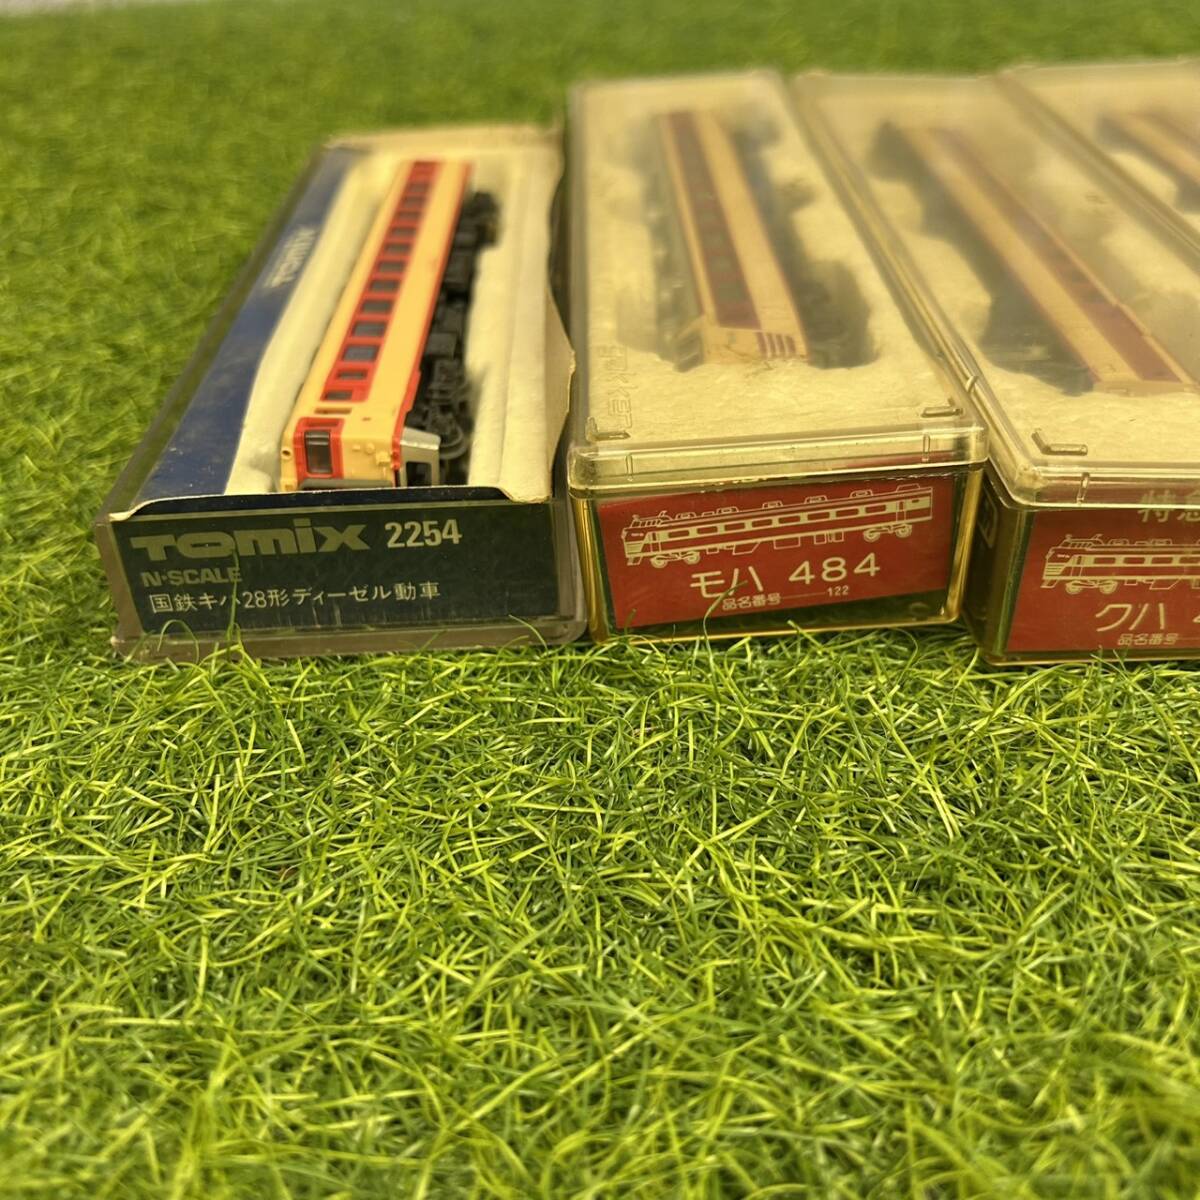 TOMIX 2254
N-SCALE
国鉄キハ28形ディーゼル動車
モハ 484
品名番号 122
特急
クハ 4
品名番号